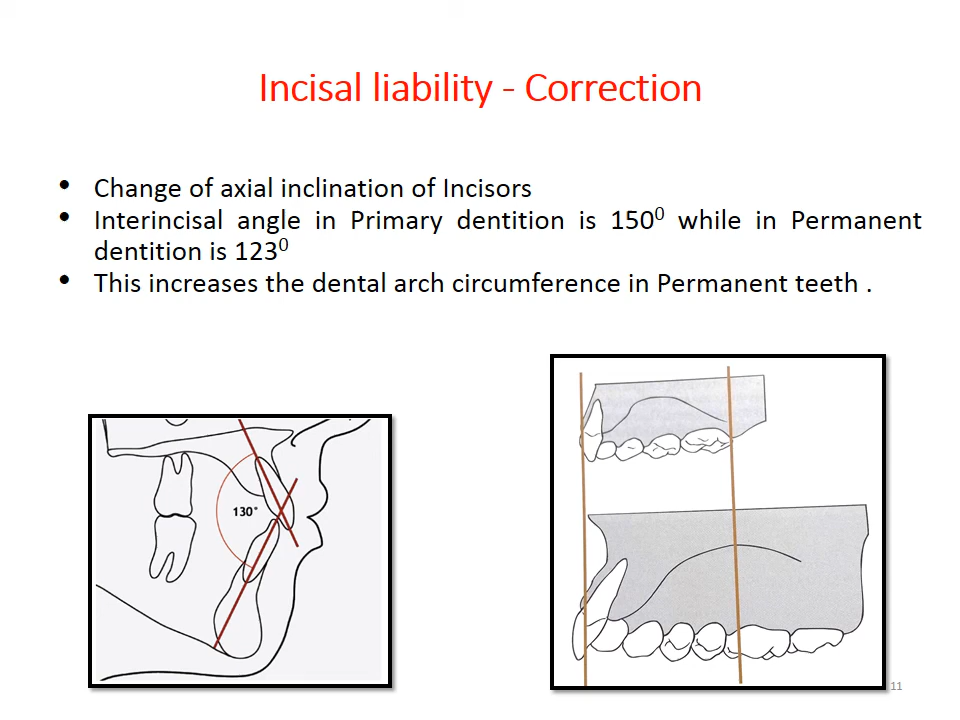 Incisal liability - Correction
• Change of axial inclination of Incisors
• Interincisal angle in Primary dentition is 150⁰ while in Permanent
dentition is 123⁰
• This increases the dental arch circumference in Permanent teeth .
130°
11